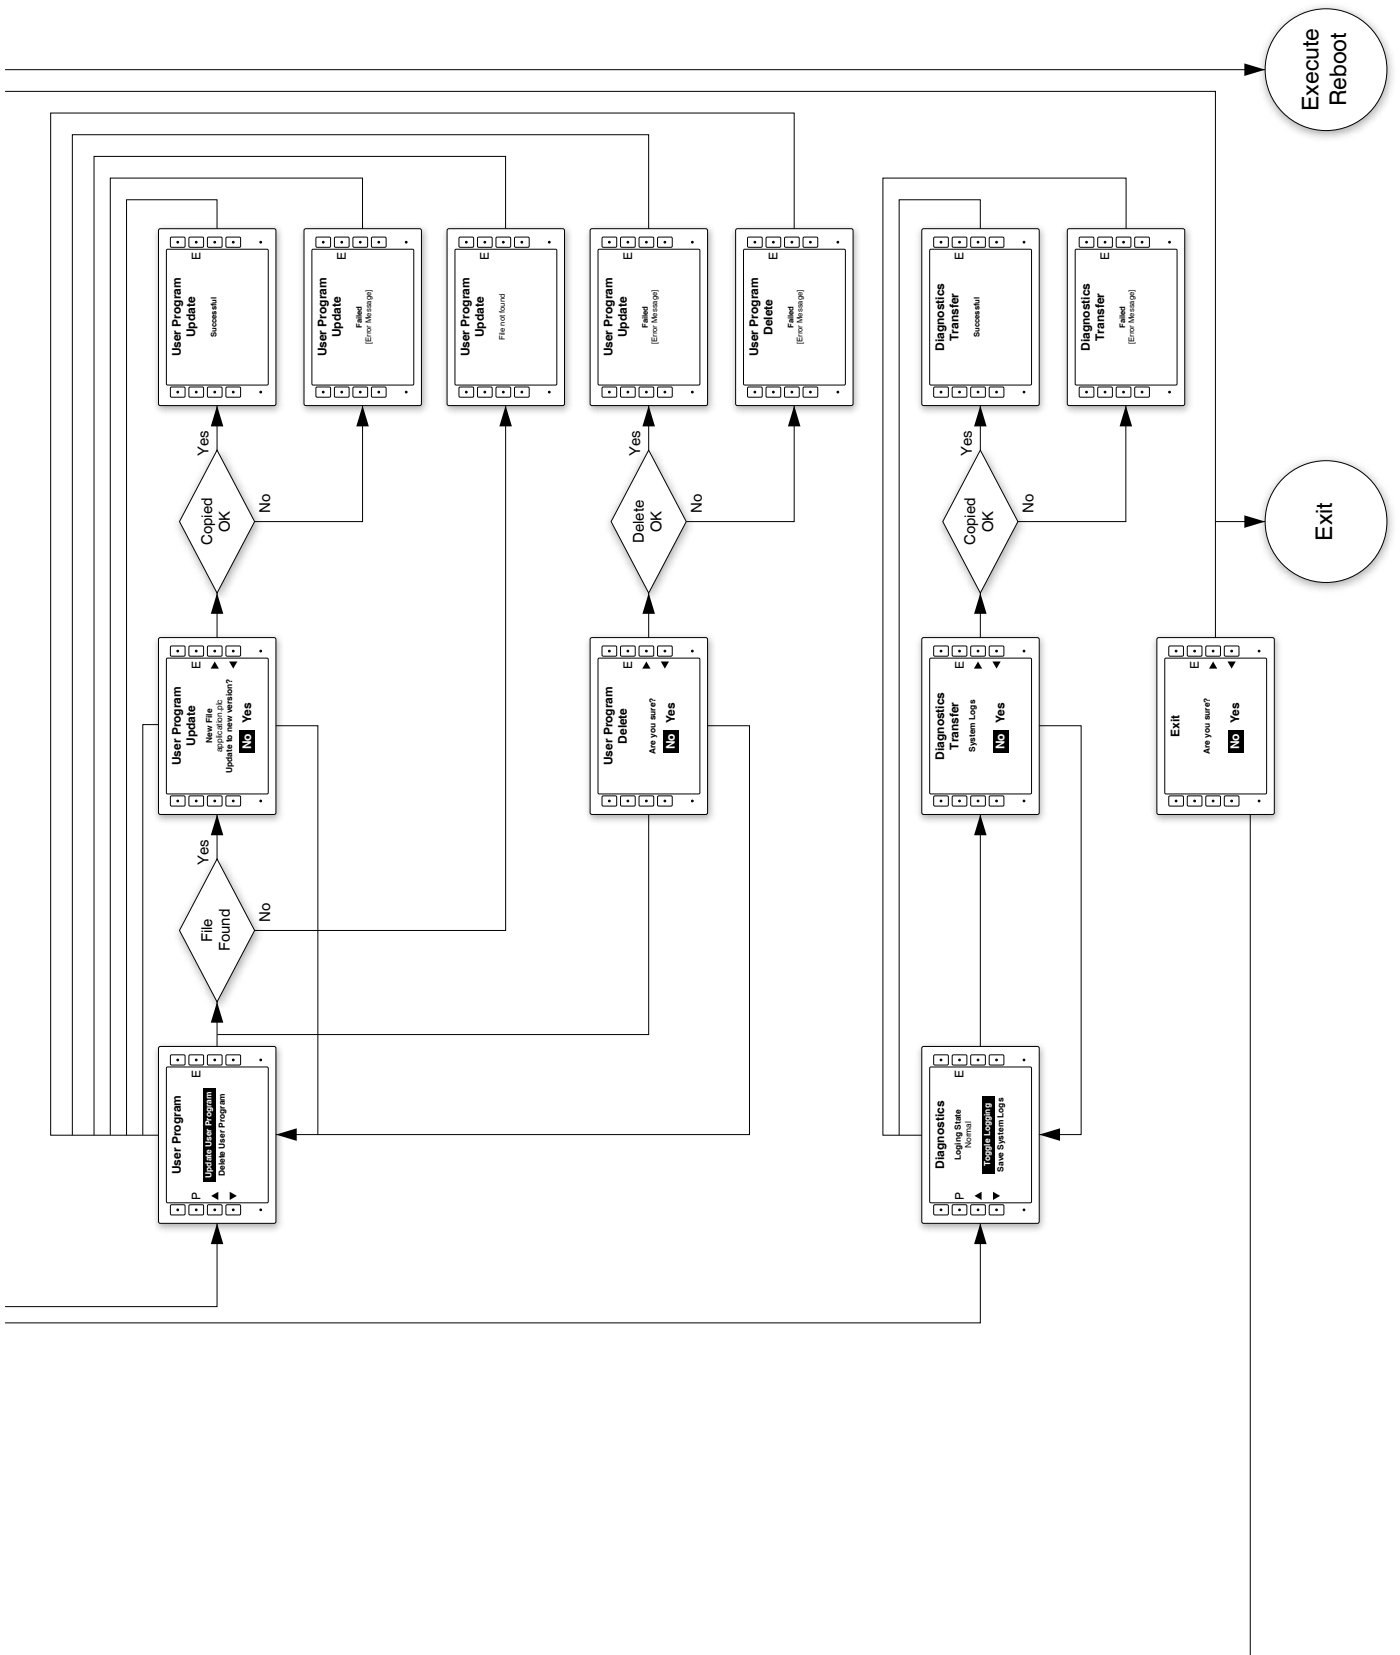 Execute
Reboot
User Program
Update
Successful
E
User Program
Update
Failed
[Error Message]
E
User Program
Update
File not found
E
User Program
Update
Failed
[Error Message]
E
User Program
Delete
Failed
[Error Message]
E
Diagnostics
Transfer
Successful
E
Diagnostics
Transfer
Failed
[Error Message]
E
Yes
Copied
OK
No
Yes
Delete
OK
No
Yes
Copied
OK
No
Exit
User Program
Update
New File
application.plc
Update to new version?
No Yes
E
User Program
Delete
Are you sure?
No Yes
E
Diagnostics
Transfer
System Logs
No Yes
E
Exit
Are you sure?
No Yes
E
Yes
File
Found
No
User Program
Update User Program
Delete User Program
P
E
Diagnostics
Loging State
Normal
Toggle Logging
Save System Logs
P
E